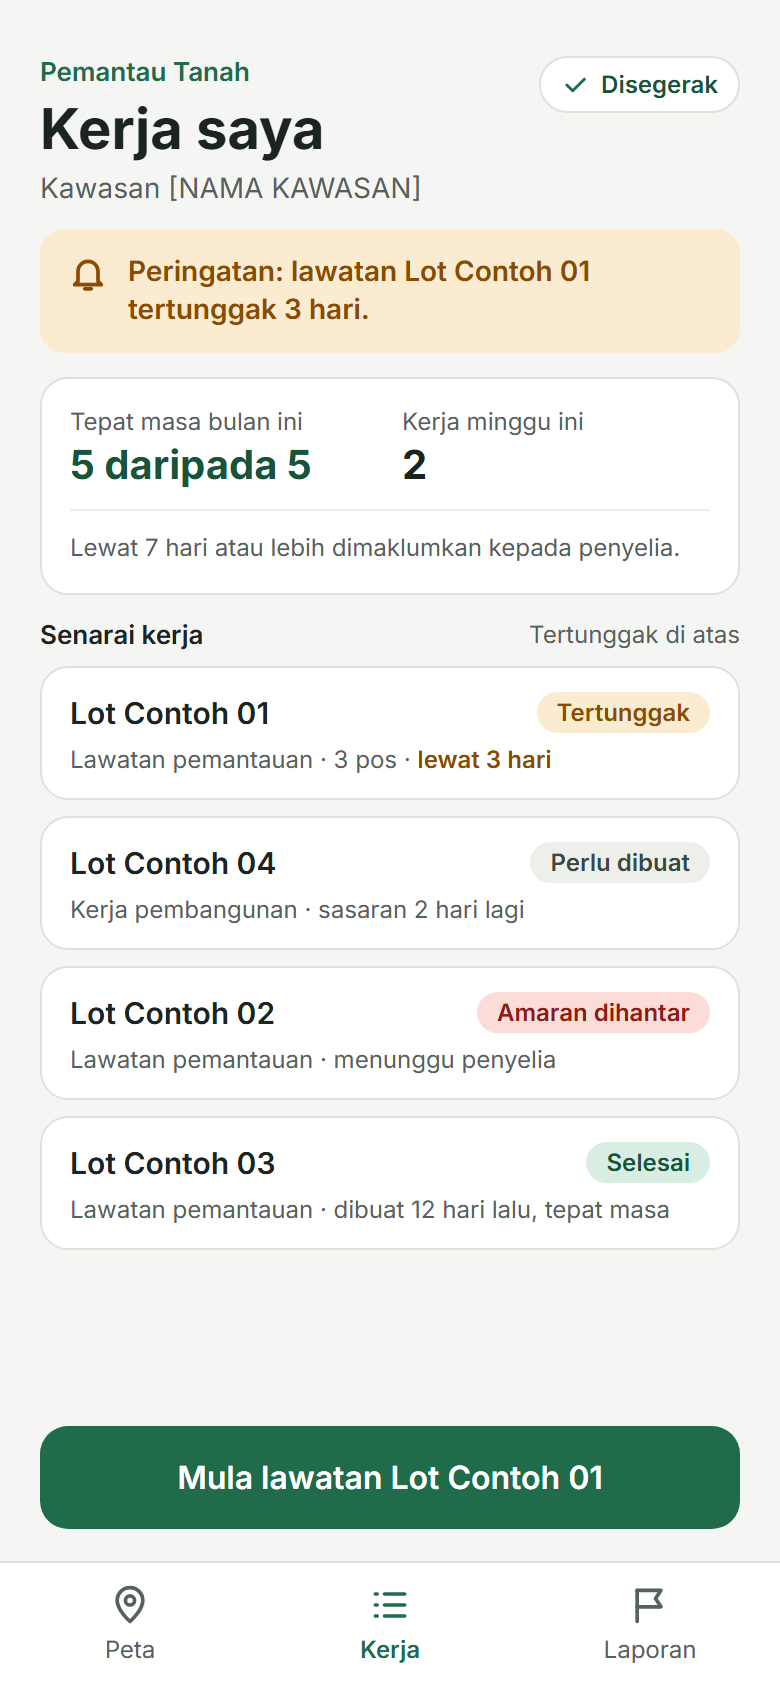 Pemantau Tanah
Disegerak
Kerja saya
Kawasan [NAMA KAWASAN]
Peringatan: lawatan Lot Contoh 01
tertunggak 3 hari.
Tepat masa bulan ini
5 daripada 5
Kerja minggu ini
2
Lewat 7 hari atau lebih dimaklumkan kepada penyelia.
Senarai kerja
Tertunggak di atas
Lot Contoh 01
Tertunggak
Lawatan pemantauan · 3 pos · lewat 3 hari
Lot Contoh 04
Perlu dibuat
Kerja pembangunan · sasaran 2 hari lagi
Lot Contoh 02
Amaran dihantar
Lawatan pemantauan · menunggu penyelia
Lot Contoh 03
Selesai
Lawatan pemantauan · dibuat 12 hari lalu, tepat masa
Mula lawatan Lot Contoh 01
Peta
Kerja
Laporan